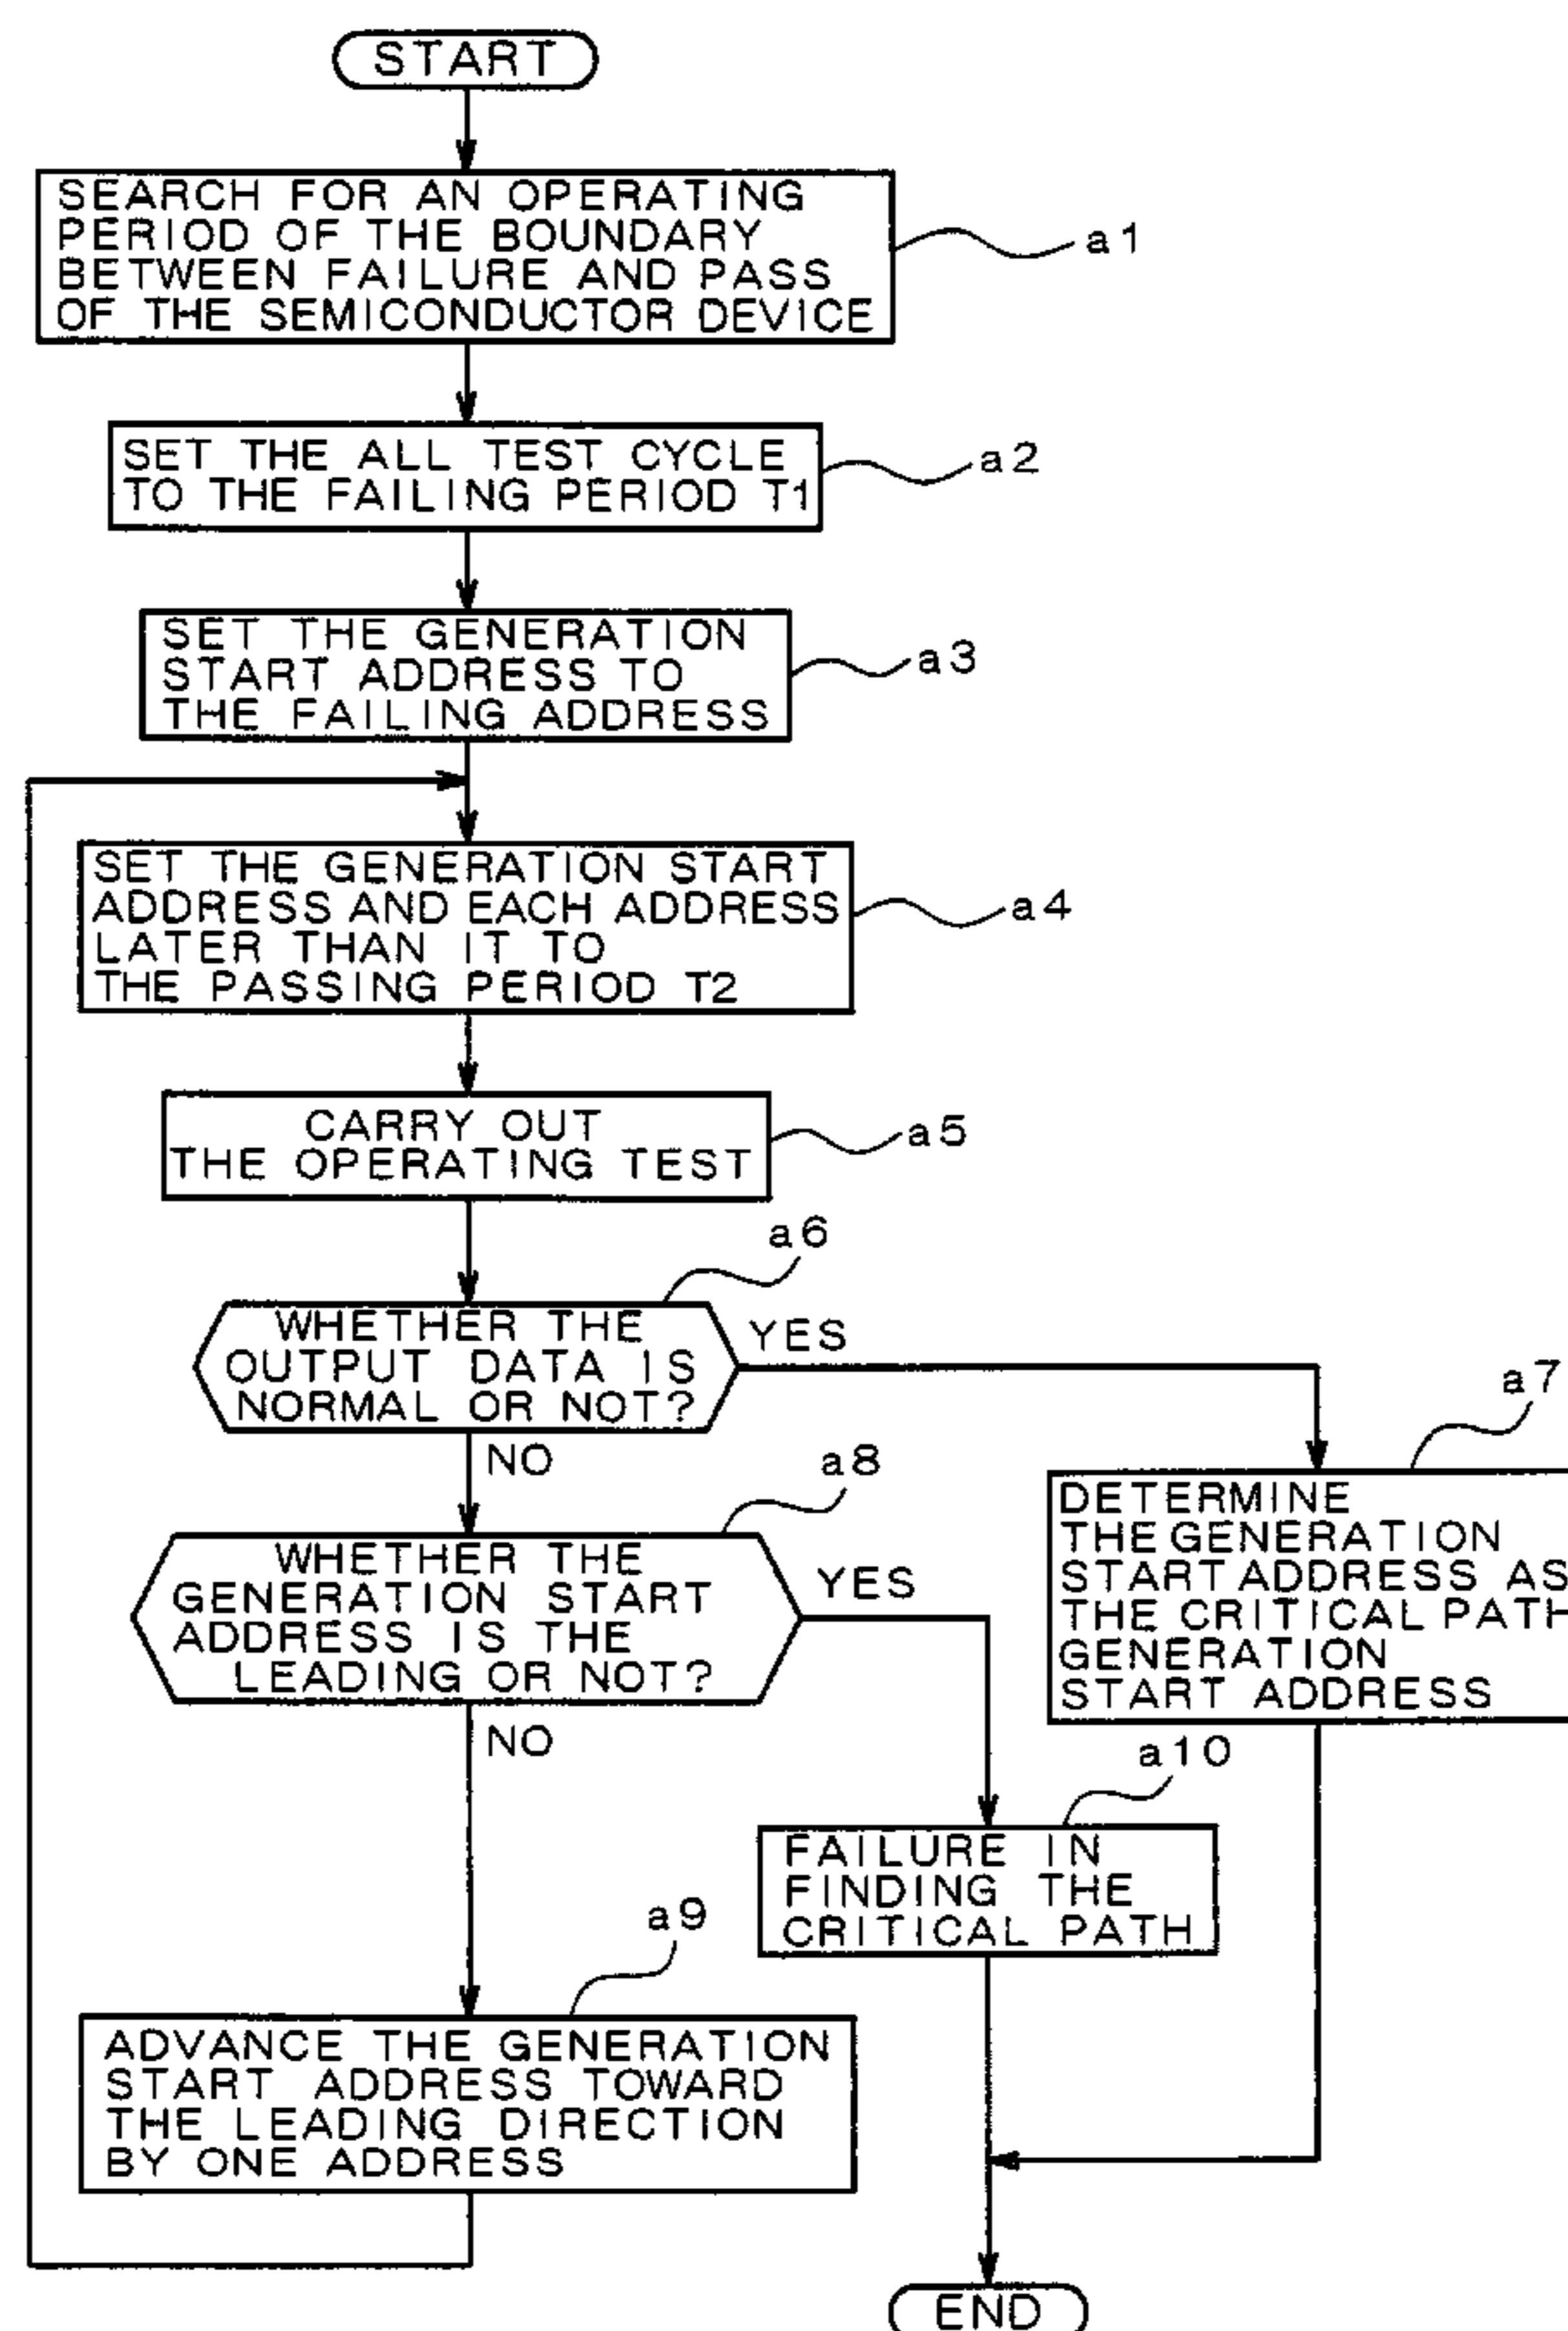 START
SEARCH FOR AN OPERATING
PERIOD OF THE BOUNDARY
BETWEEN FAILURE AND PASS
OF THE SEMICONDUCTOR DEVICE
a1
SET THE ALL TEST CYCLE
TO THE FAILING PERIOD T1
a2
SET THE GENERATION
START ADDRESS TO
THE FAILING ADDRESS
a3
SET THE GENERATION START
ADDRESS AND EACH ADDRESS
LATER THAN IT TO
THE PASSING PERIOD T2
a4
CARRY OUT
THE OPERATING TEST
a5
a6
WHETHER THE
OUTPUT DATA IS
NORMAL OR NOT?
YES
NO
a7
DETERMINE
THE GENERATION
START ADDRESS AS
THE CRITICAL PATH
GENERATION
START ADDRESS
a8
WHETHER THE
GENERATION START
ADDRESS IS THE
LEADING OR NOT?
YES
NO
a10
FAILURE IN
FINDING THE
CRITICAL PATH
a9
ADVANCE THE GENERATION
START ADDRESS TOWARD
THE LEADING DIRECTION
BY ONE ADDRESS
END